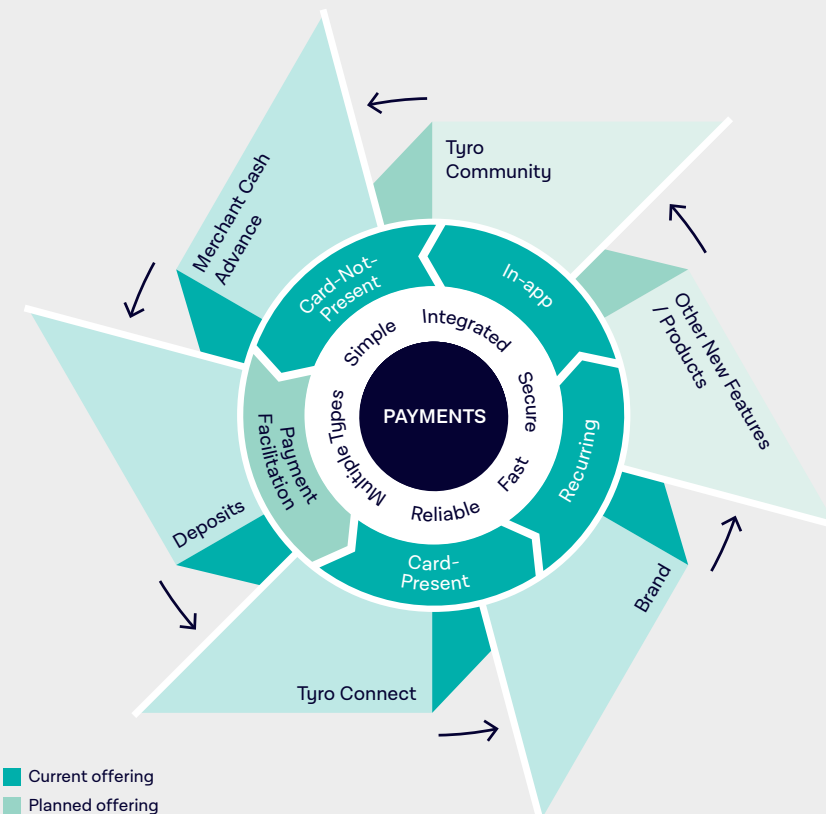 Tyro
Community
Merchant Cash
Advance
Card-Not-
Present
In-app
Other New Features
/ Products
Simple
Integrated
Secure
Fast
Reliable
Multiple Types
PAYMENTS
Payment
Facilitation
Recurring
Card-
Present
Deposits
Brand
Tyro Connect
Current offering
Planned offering